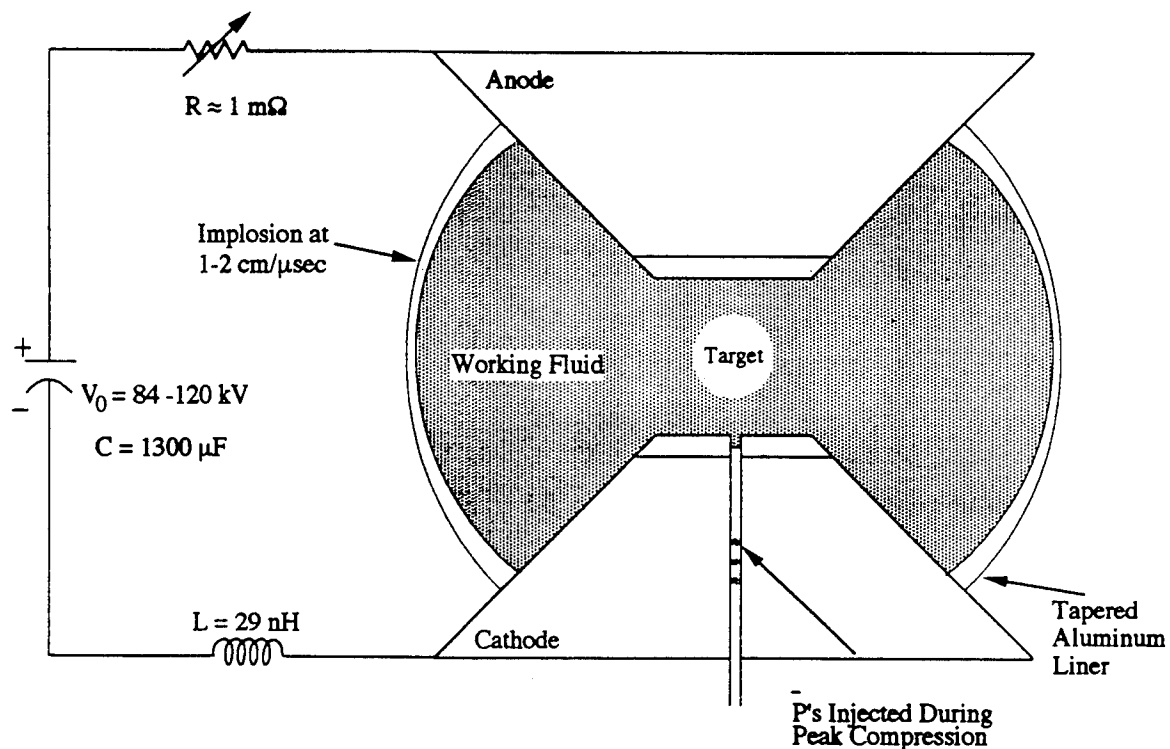 Anode
R ≈ 1 mΩ
Implosion at
1-2 cm/μsec
Working Fluid
Target
+
−
V₀ = 84 -120 kV
C = 1300 μF
L = 29 nH
Cathode
Tapered
Aluminum
Liner
P̅'s Injected During
Peak Compression